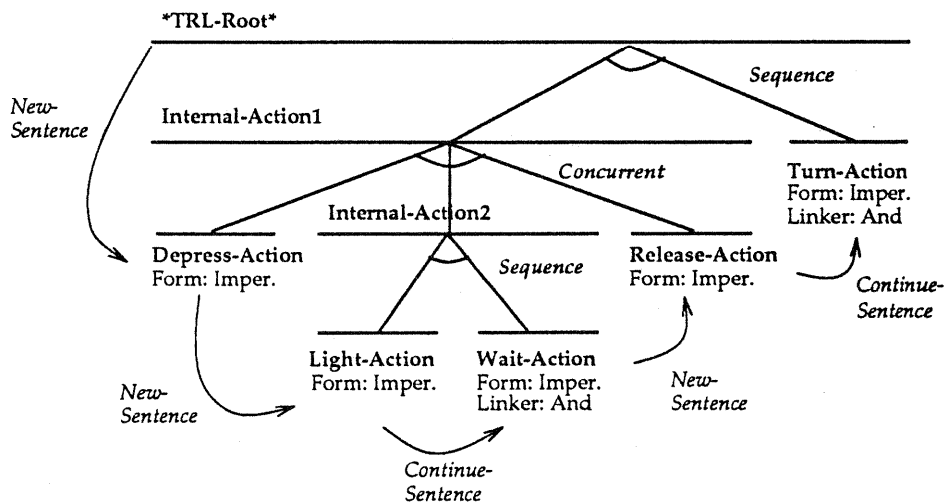 *TRL-Root*
Sequence
New-
Sentence
Internal-Action1
Concurrent
Turn-Action
Form: Imper.
Linker: And
Internal-Action2
Depress-Action
Form: Imper.
Sequence
Release-Action
Form: Imper.
Continue-
Sentence
Light-Action
Form: Imper.
Wait-Action
Form: Imper.
Linker: And
New-
Sentence
New-
Sentence
Continue-
Sentence